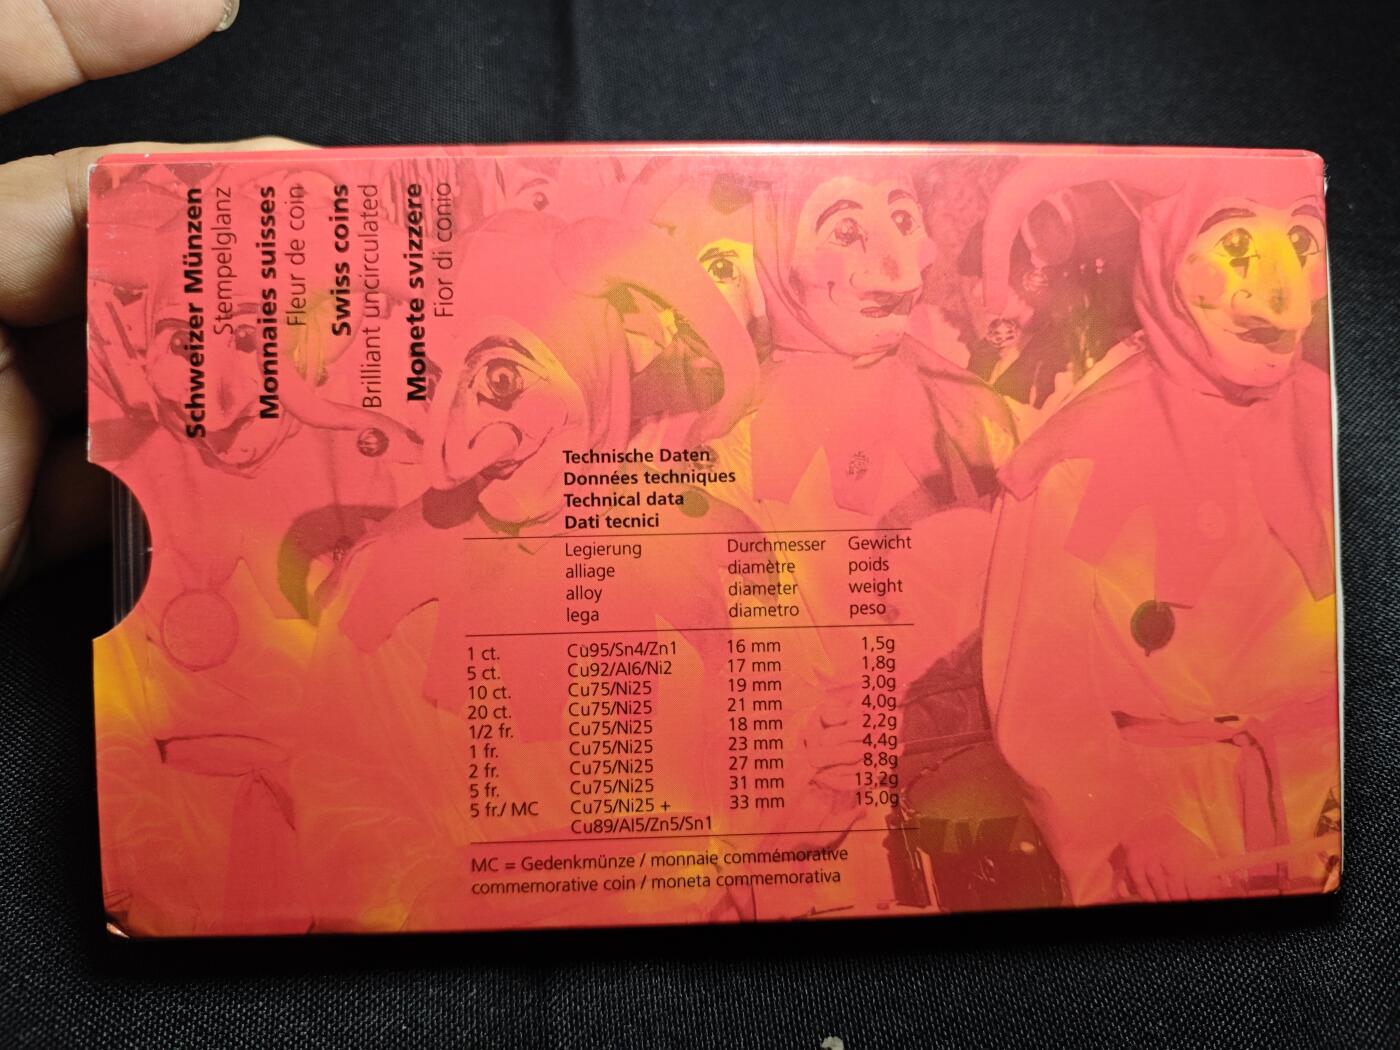 Schweizer Münzen
Stempelglanz
Monnaies suisses
Fleur de coin
Swiss coins
Brilliant uncirculated
Monete svizzere
Fior di conio
Technische Daten
Données techniques
Technical data
Dati tecnici
Legierung Durchmesser Gewicht
alliage diamètre poids
alloy diameter weight
lega diametro peso
1 ct. Cu95/Sn4/Zn1 16 mm 1,5g
5 ct. Cu92/Al6/Ni2 17 mm 1,8g
10 ct. Cu75/Ni25 19 mm 3,0g
20 ct. Cu75/Ni25 21 mm 4,0g
1/2 fr. Cu75/Ni25 18 mm 2,2g
1 fr. Cu75/Ni25 23 mm 4,4g
2 fr. Cu75/Ni25 27 mm 8,8g
5 fr. Cu75/Ni25 31 mm 13,2g
5 fr./ MC Cu75/Ni25 + 33 mm 15,0g
Cu89/Al5/Zn5/Sn1
MC = Gedenkmünze / monnaie commémorative
commemorative coin / moneta commemorativa